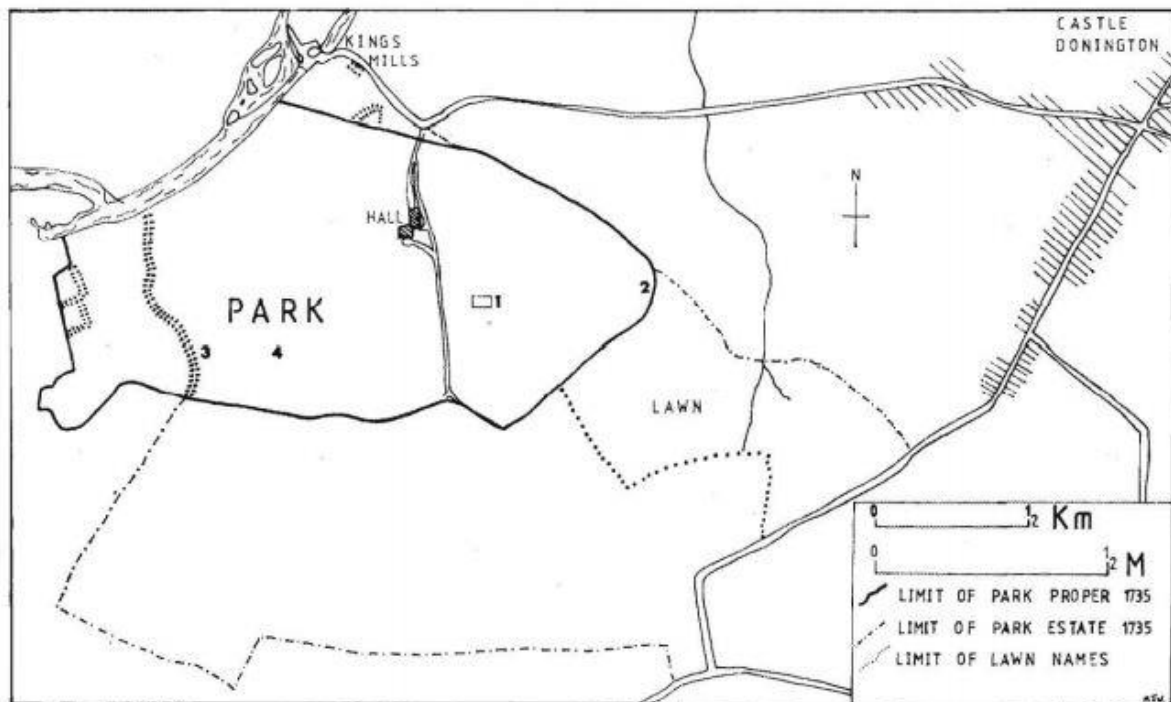 CASTLE
DONINGTON
KINGS
MILLS
N
HALL
PARK
1
2
3
4
LAWN
0 1/2 Km
0 1/2 M
LIMIT OF PARK PROPER 1735
LIMIT OF PARK ESTATE 1735
LIMIT OF LAWN NAMES